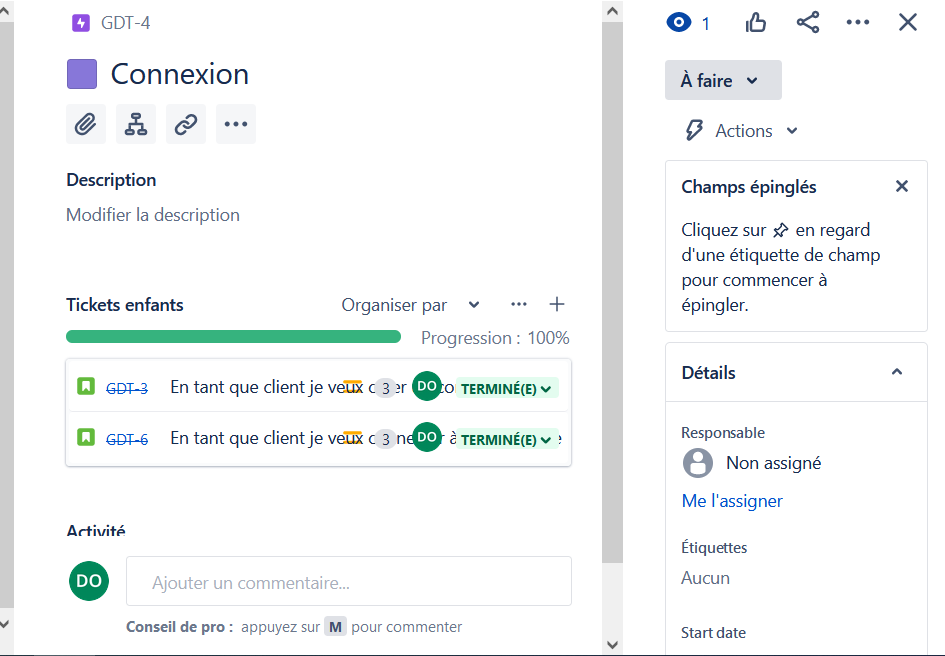 GDT-4
Connexion
Description
Modifier la description
Tickets enfants
Organiser par
Progression : 100%
GDT-3 En tant que client je veux 3 er DO co TERMINÉ(E)
GDT-6 En tant que client je veux 3 ne r à DO TERMINÉ(E) e
Activité
DO
Ajouter un commentaire...
Conseil de pro : appuyez sur M pour commenter
1
À faire
Actions
Champs épinglés
Cliquez sur en regard
d'une étiquette de champ
pour commencer à
épingler.
Détails
Responsable
Non assigné
Me l'assigner
Étiquettes
Aucun
Start date